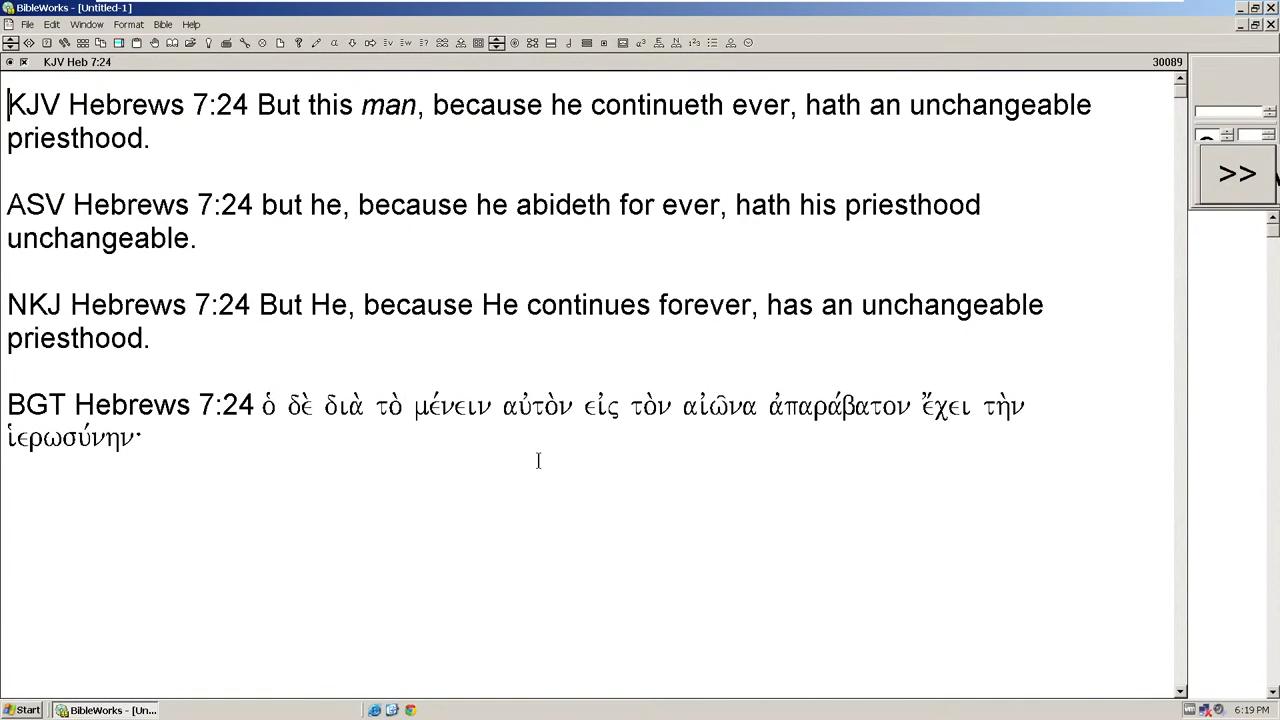 BibleWorks - [Untitled-1]
File Edit Window Format Bible Help
KJV Heb 7:24 30089
KJV Hebrews 7:24 But this man, because he continueth ever, hath an unchangeable
priesthood.
ASV Hebrews 7:24 but he, because he abideth for ever, hath his priesthood
unchangeable.
NKJ Hebrews 7:24 But He, because He continues forever, has an unchangeable
priesthood.
BGT Hebrews 7:24 ὁ δὲ διὰ τὸ μένειν αὐτὸν εἰς τὸν αἰῶνα ἀπαράβατον ἔχει τὴν
ἱερωσύνην·
>>
Start BibleWorks - [Un... 6:19 PM